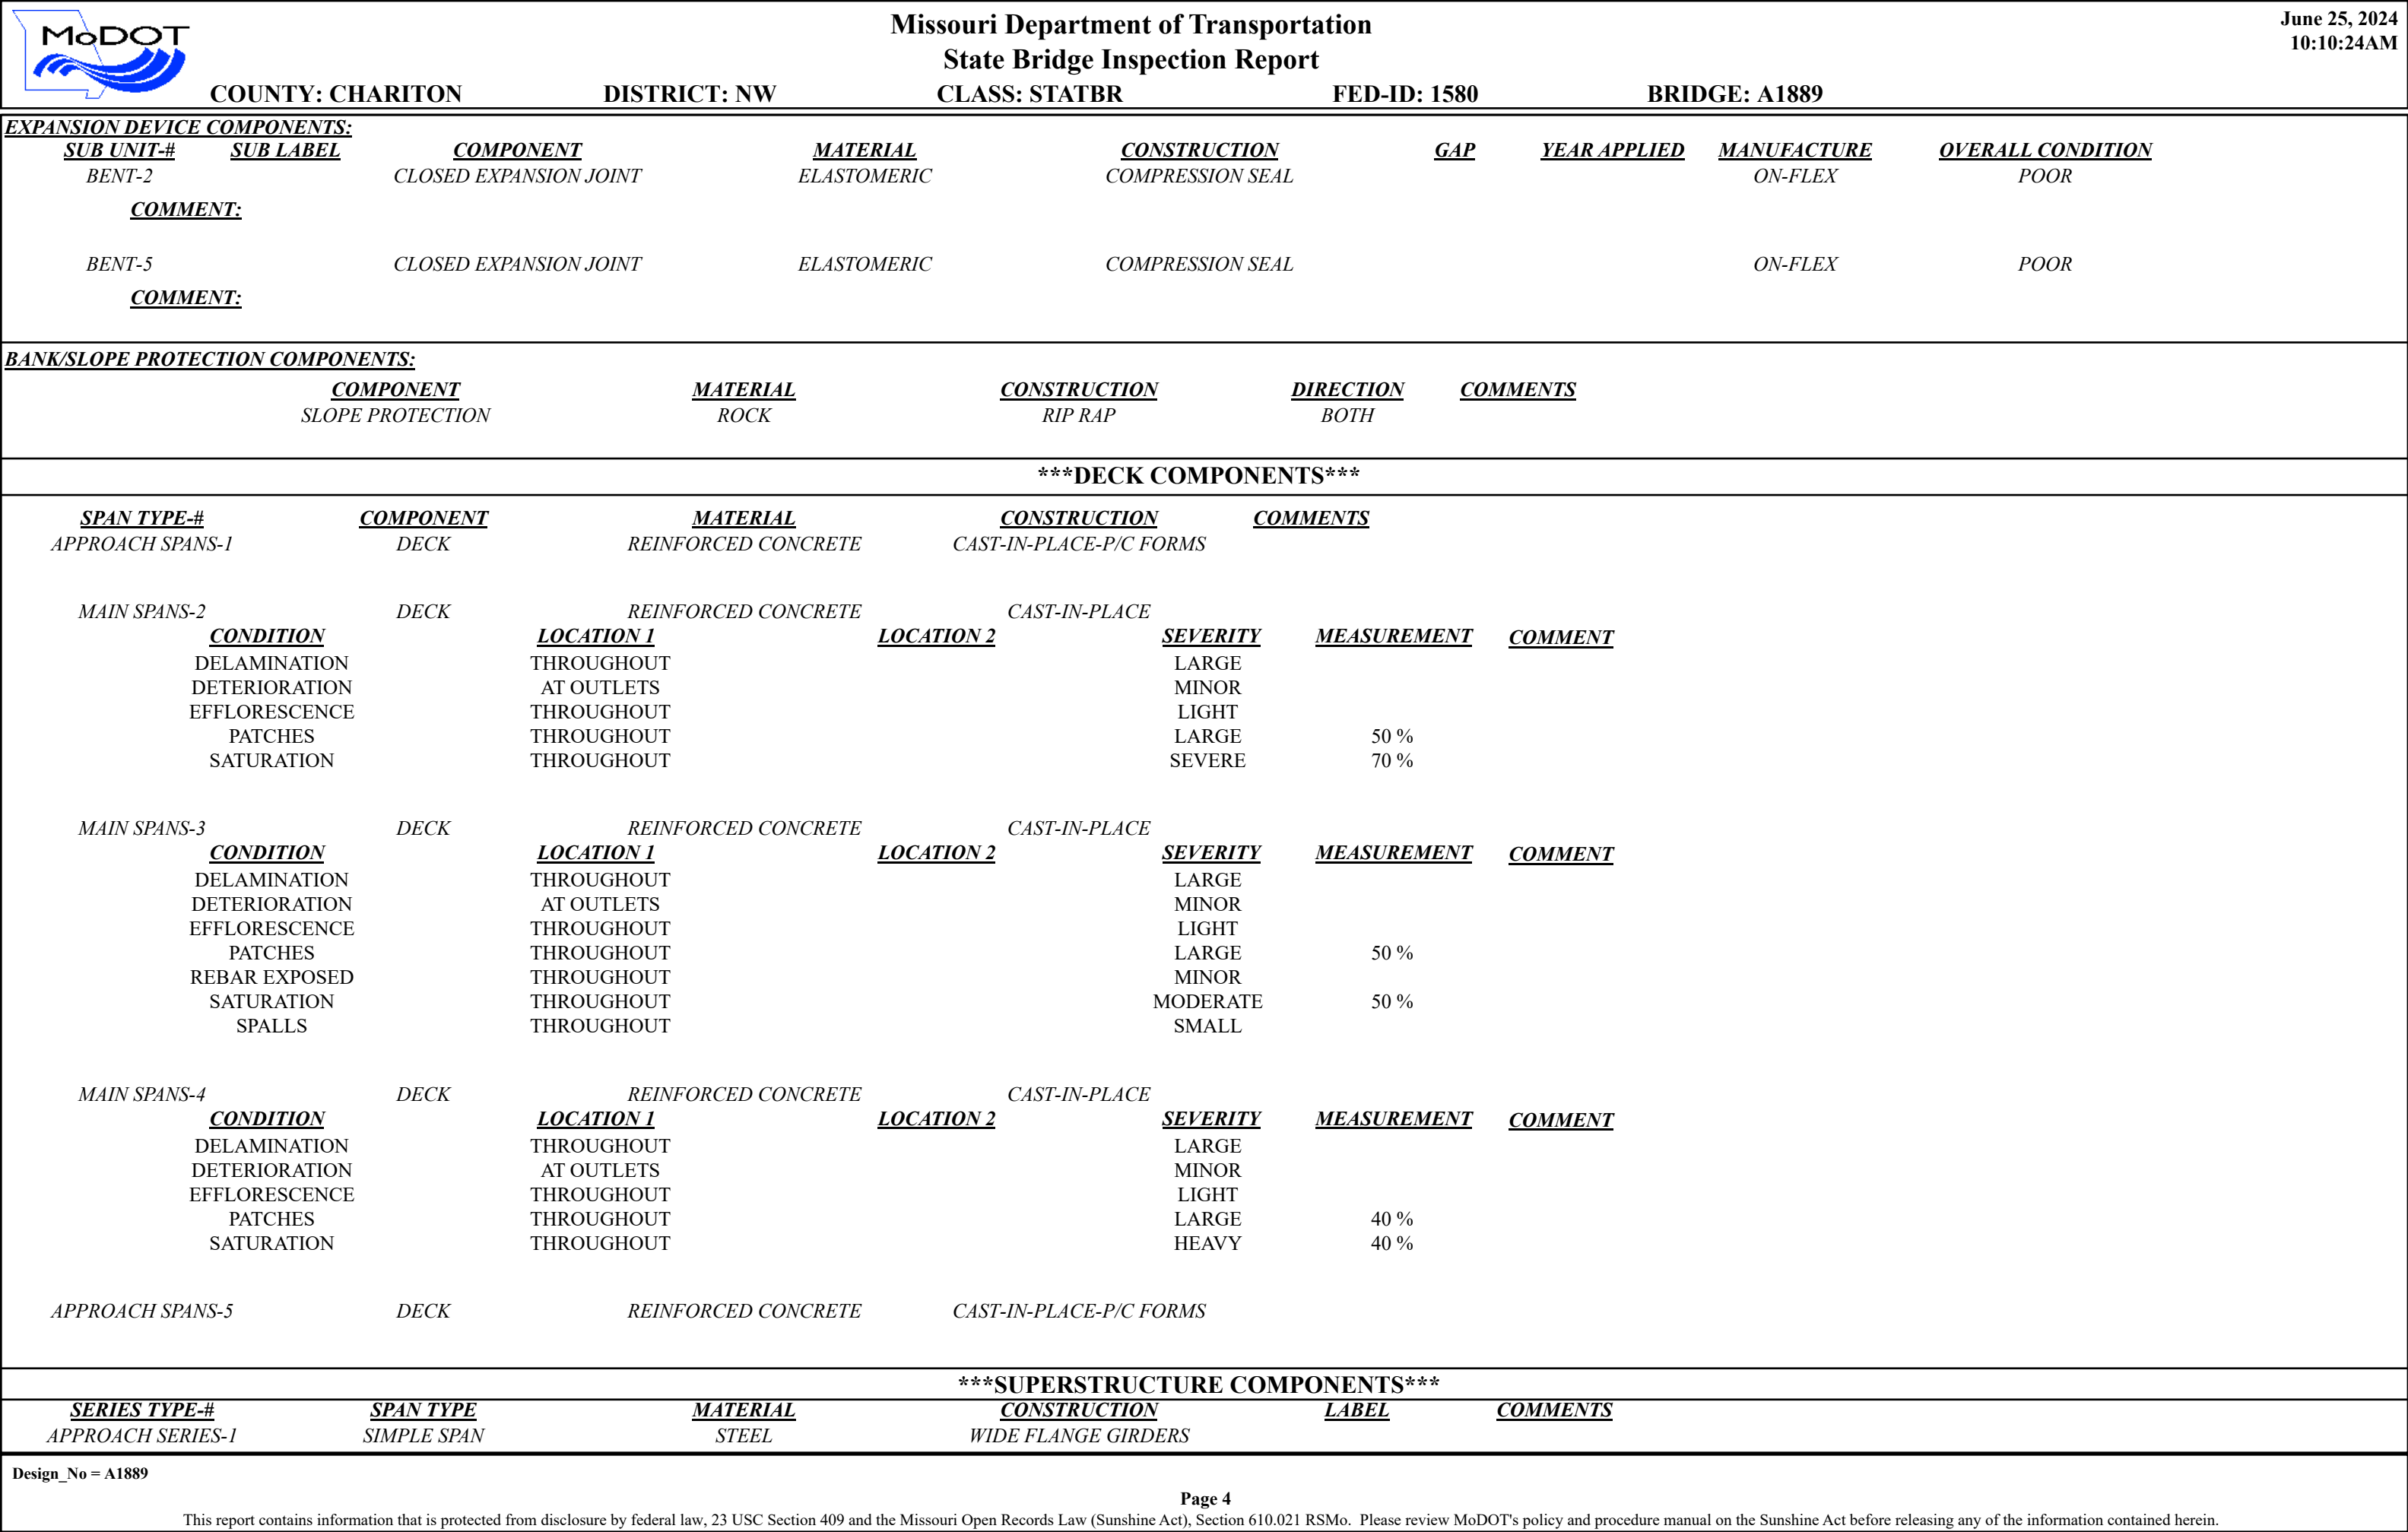 MoDOT
Missouri Department of Transportation
State Bridge Inspection Report
June 25, 2024
10:10:24AM
COUNTY: CHARITON DISTRICT: NW CLASS: STATBR FED-ID: 1580 BRIDGE: A1889
EXPANSION DEVICE COMPONENTS:
SUB UNIT-# SUB LABEL COMPONENT MATERIAL CONSTRUCTION GAP YEAR APPLIED MANUFACTURE OVERALL CONDITION
BENT-2 CLOSED EXPANSION JOINT ELASTOMERIC COMPRESSION SEAL ON-FLEX POOR
COMMENT:
BENT-5 CLOSED EXPANSION JOINT ELASTOMERIC COMPRESSION SEAL ON-FLEX POOR
COMMENT:
BANK/SLOPE PROTECTION COMPONENTS:
COMPONENT MATERIAL CONSTRUCTION DIRECTION COMMENTS
SLOPE PROTECTION ROCK RIP RAP BOTH
***DECK COMPONENTS***
SPAN TYPE-# COMPONENT MATERIAL CONSTRUCTION COMMENTS
APPROACH SPANS-1 DECK REINFORCED CONCRETE CAST-IN-PLACE-P/C FORMS
MAIN SPANS-2 DECK REINFORCED CONCRETE CAST-IN-PLACE
CONDITION LOCATION 1 LOCATION 2 SEVERITY MEASUREMENT COMMENT
DELAMINATION THROUGHOUT LARGE
DETERIORATION AT OUTLETS MINOR
EFFLORESCENCE THROUGHOUT LIGHT
PATCHES THROUGHOUT LARGE 50 %
SATURATION THROUGHOUT SEVERE 70 %
MAIN SPANS-3 DECK REINFORCED CONCRETE CAST-IN-PLACE
CONDITION LOCATION 1 LOCATION 2 SEVERITY MEASUREMENT COMMENT
DELAMINATION THROUGHOUT LARGE
DETERIORATION AT OUTLETS MINOR
EFFLORESCENCE THROUGHOUT LIGHT
PATCHES THROUGHOUT LARGE 50 %
REBAR EXPOSED THROUGHOUT MINOR
SATURATION THROUGHOUT MODERATE 50 %
SPALLS THROUGHOUT SMALL
MAIN SPANS-4 DECK REINFORCED CONCRETE CAST-IN-PLACE
CONDITION LOCATION 1 LOCATION 2 SEVERITY MEASUREMENT COMMENT
DELAMINATION THROUGHOUT LARGE
DETERIORATION AT OUTLETS MINOR
EFFLORESCENCE THROUGHOUT LIGHT
PATCHES THROUGHOUT LARGE 40 %
SATURATION THROUGHOUT HEAVY 40 %
APPROACH SPANS-5 DECK REINFORCED CONCRETE CAST-IN-PLACE-P/C FORMS
***SUPERSTRUCTURE COMPONENTS***
SERIES TYPE-# SPAN TYPE MATERIAL CONSTRUCTION LABEL COMMENTS
APPROACH SERIES-1 SIMPLE SPAN STEEL WIDE FLANGE GIRDERS
Design_No = A1889
Page 4
This report contains information that is protected from disclosure by federal law, 23 USC Section 409 and the Missouri Open Records Law (Sunshine Act), Section 610.021 RSMo. Please review MoDOT's policy and procedure manual on the Sunshine Act before releasing any of the information contained herein.